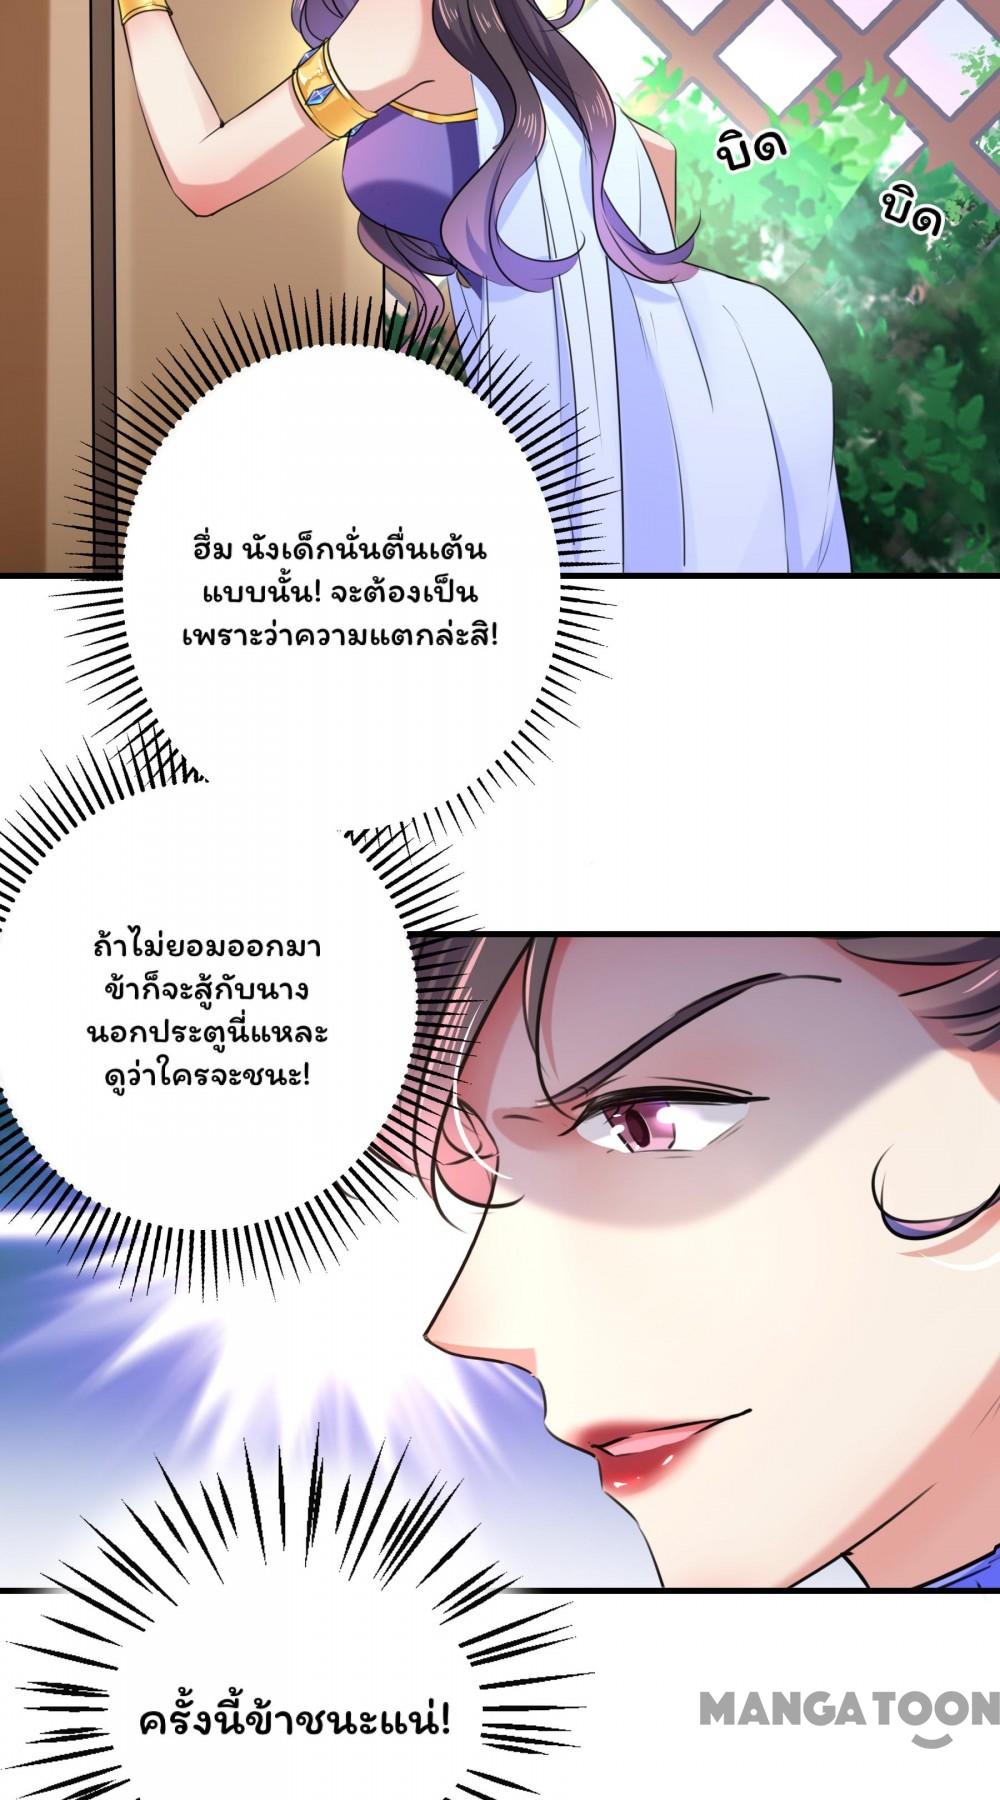 บิด
บิด
ฮึ่ม นังเด็กนั่นตื่นเต้น
แบบนั้น! จะต้องเป็น
เพราะว่าความแตกล่ะสิ!
ถ้าไม่ยอมออกมา
ข้าก็จะสู้กับนาง
นอกประตูนี่แหละ
ดูว่าใครจะชนะ!
ครั้งนี้ข้าชนะแน่!
MANGATOON